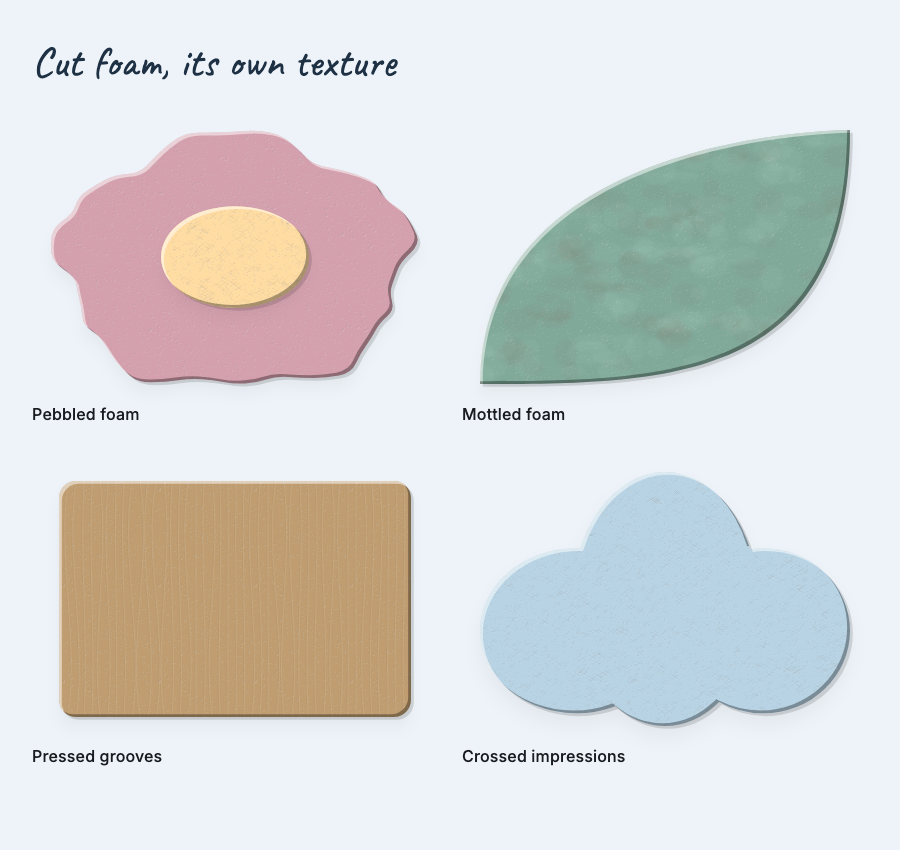 Cut foam, its own texture
Pebbled foam
Mottled foam
Pressed grooves
Crossed impressions